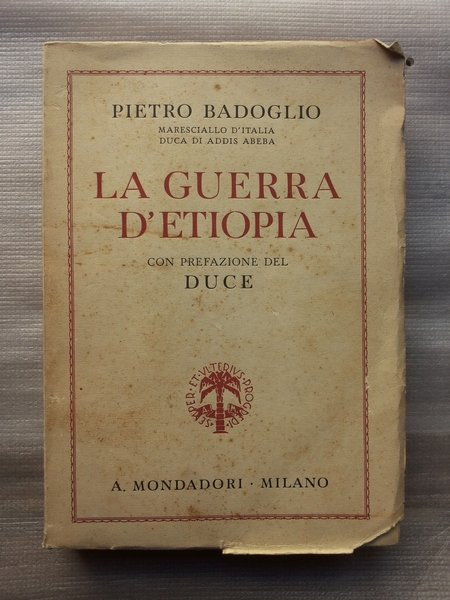 PIETRO BADOGLIO
MARESCIALLO D'ITALIA
DUCA DI ADDIS ABEBA
LA GUERRA
D'ETIOPIA
CON PREFAZIONE DEL
DUCE
SEMPER·ET·VLTERIVS·PROGREDI·
A. MONDADORI · MILANO